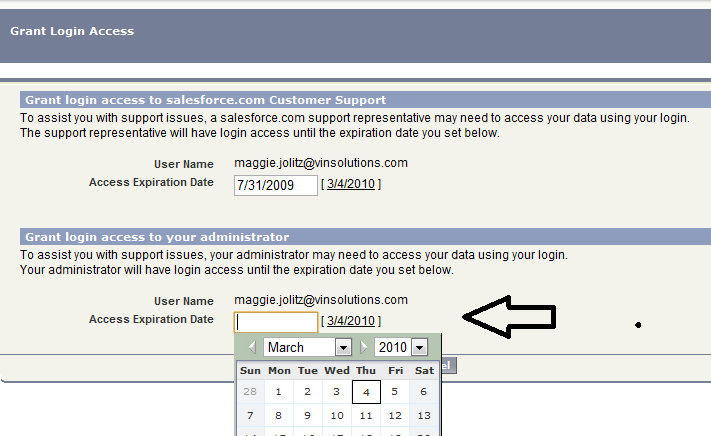 Grant Login Access
Grant login access to salesforce.com Customer Support
To assist you with support issues, a salesforce.com support representative may need to access your data using your login.
The support representative will have login access until the expiration date you set below.
User Name maggie.jolitz@vinsolutions.com
Access Expiration Date 7/31/2009 [ 3/4/2010 ]
Grant login access to your administrator
To assist you with support issues, your administrator may need to access your data using your login.
Your administrator will have login access until the expiration date you set below.
User Name maggie.jolitz@vinsolutions.com
Access Expiration Date [ 3/4/2010 ]
March 2010
Sun Mon Tue Wed Thu Fri Sat
28 1 2 3 4 5 6
7 8 9 10 11 12 13